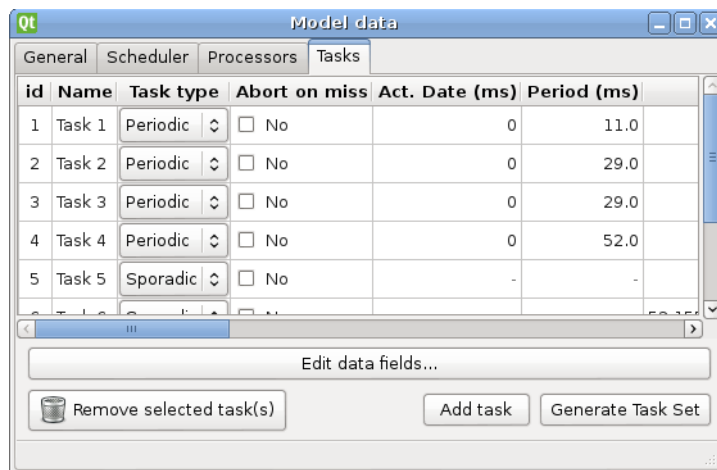 Qt Model data
General Scheduler Processors Tasks
id Name Task type Abort on miss Act. Date (ms) Period (ms)
1 Task 1 Periodic No 0 11.0
2 Task 2 Periodic No 0 29.0
3 Task 3 Periodic No 0 29.0
4 Task 4 Periodic No 0 52.0
5 Task 5 Sporadic No - -
Edit data fields...
Remove selected task(s) Add task Generate Task Set